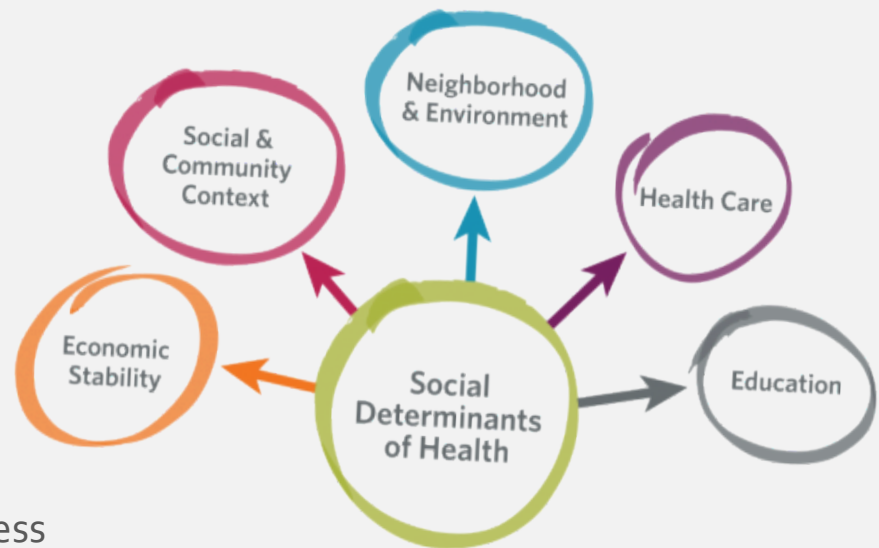 Neighborhood
& Environment
Social &
Community
Context
Health Care
Economic
Stability
Education
Social
Determinants
of Health
ess